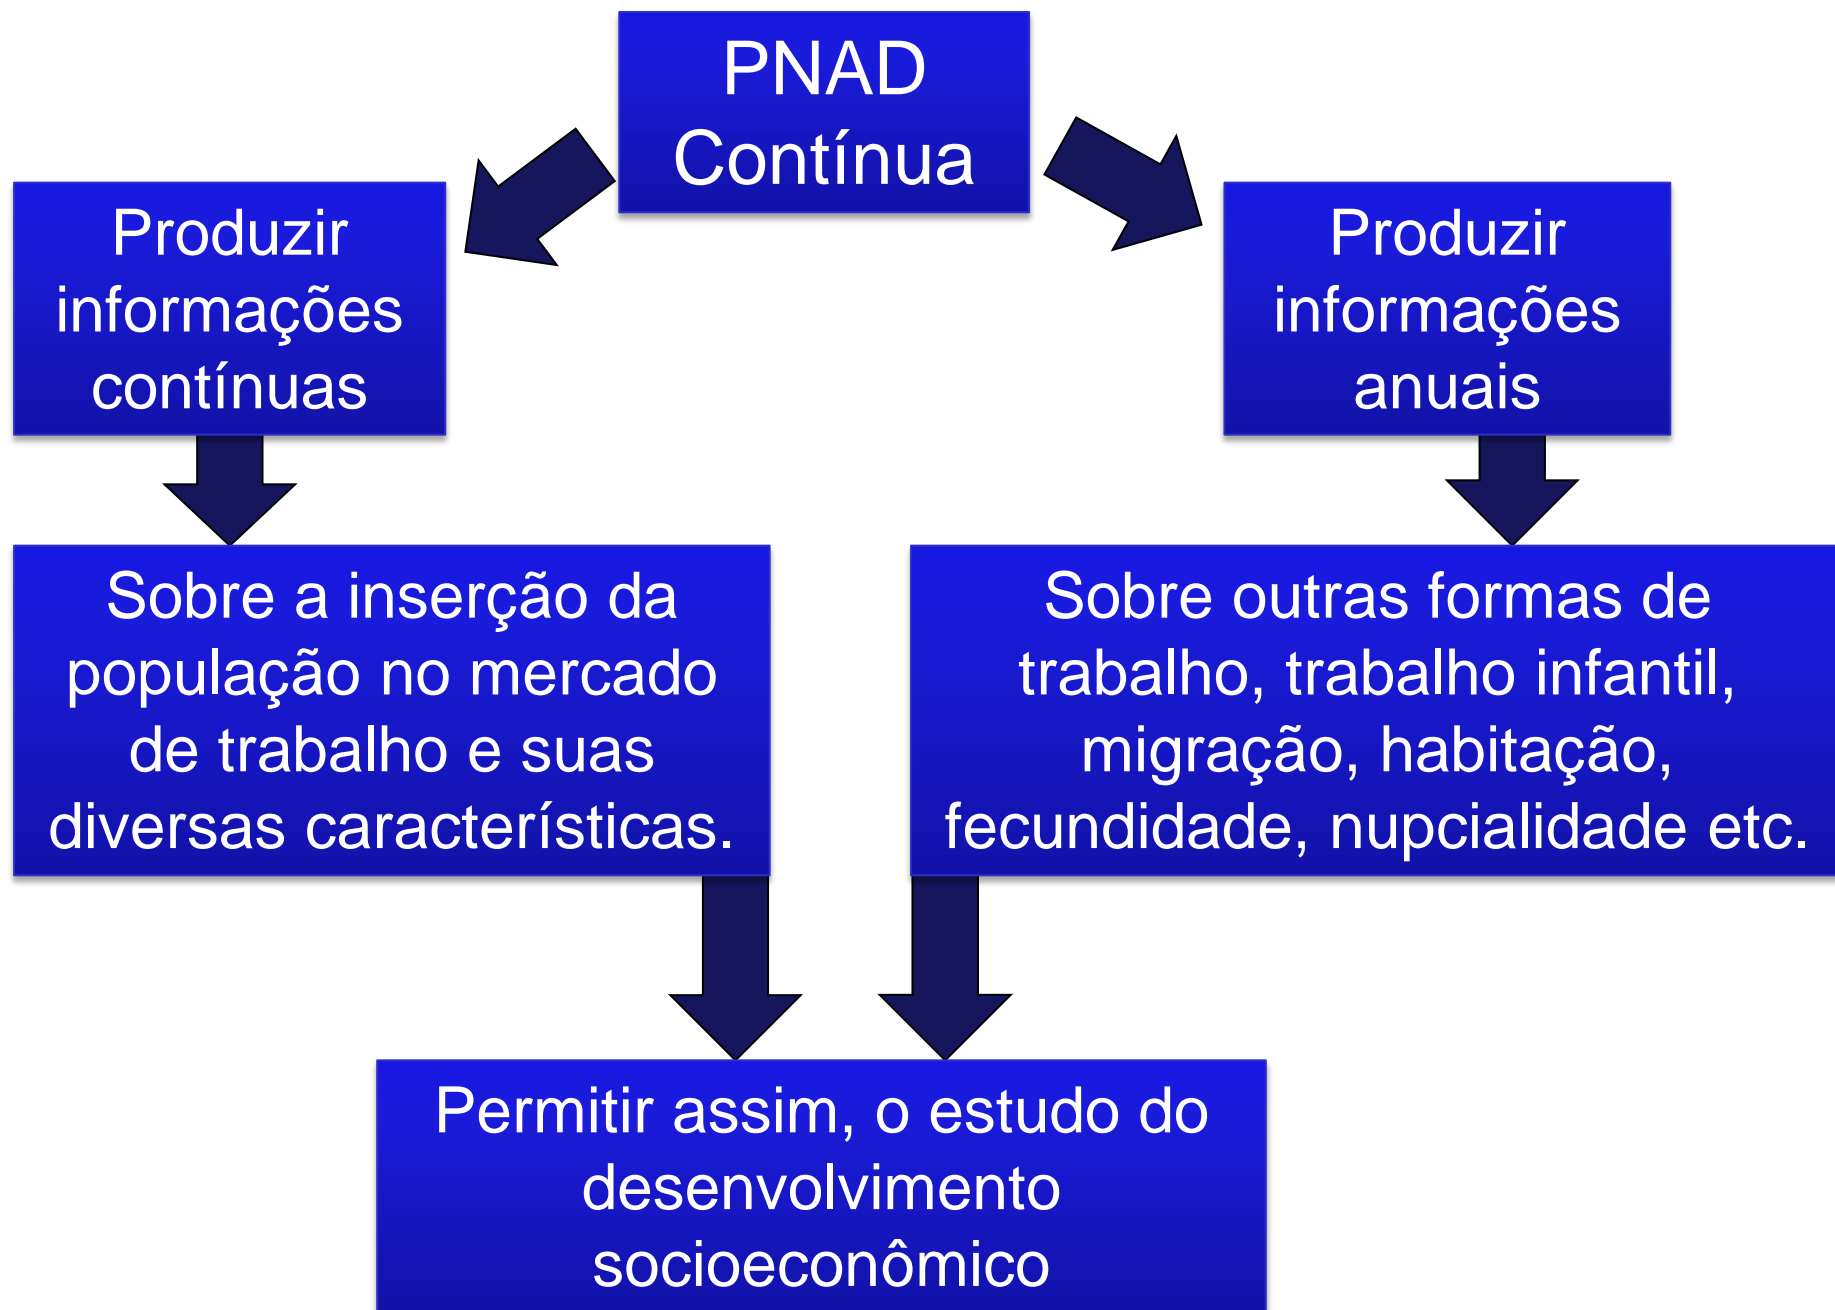 PNAD
Contínua
Produzir
informações
contínuas
Produzir
informações
anuais
Sobre a inserção da
população no mercado
de trabalho e suas
diversas características.
Sobre outras formas de
trabalho, trabalho infantil,
migração, habitação,
fecundidade, nupcialidade etc.
Permitir assim, o estudo do
desenvolvimento
socioeconômico